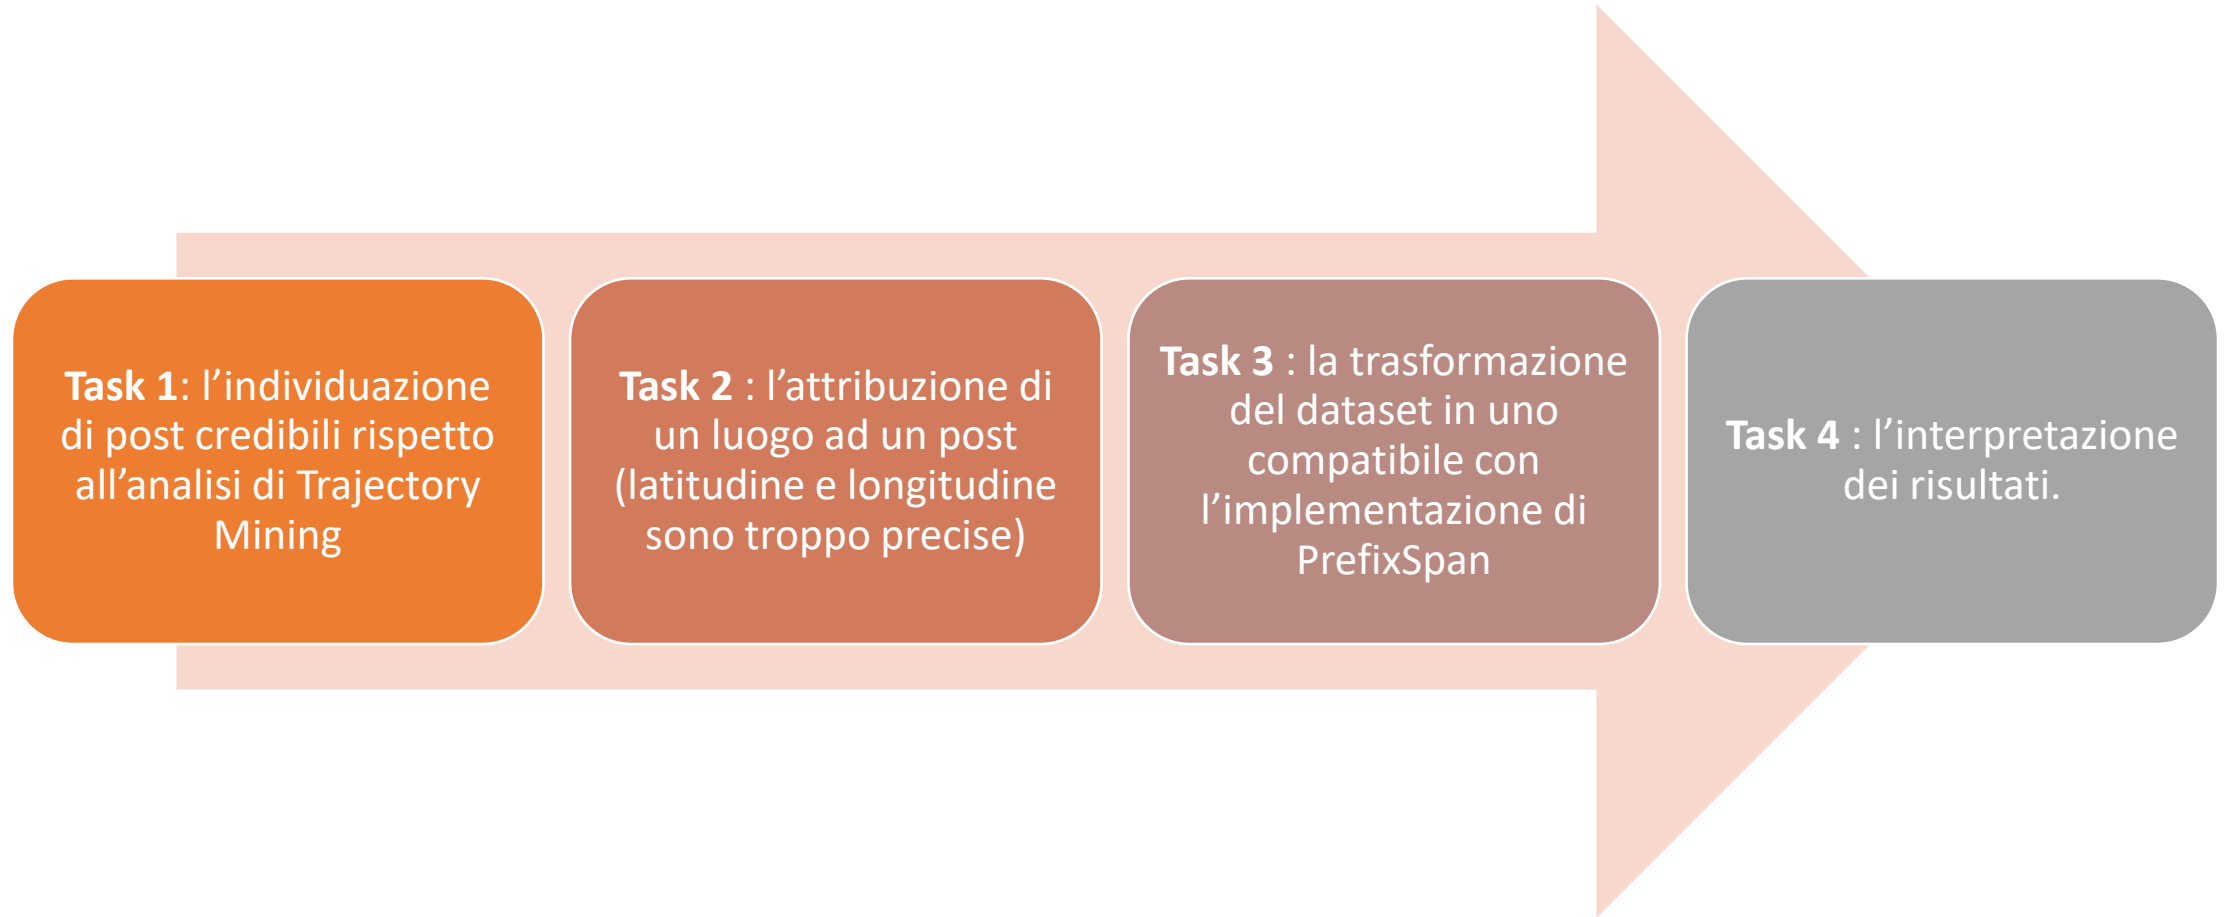 Task 1: l’individuazione
di post credibili rispetto
all’analisi di Trajectory
Mining
Task 2 : l’attribuzione di
un luogo ad un post
(latitudine e longitudine
sono troppo precise)
Task 3 : la trasformazione
del dataset in uno
compatibile con
l’implementazione di
PrefixSpan
Task 4 : l’interpretazione
dei risultati.